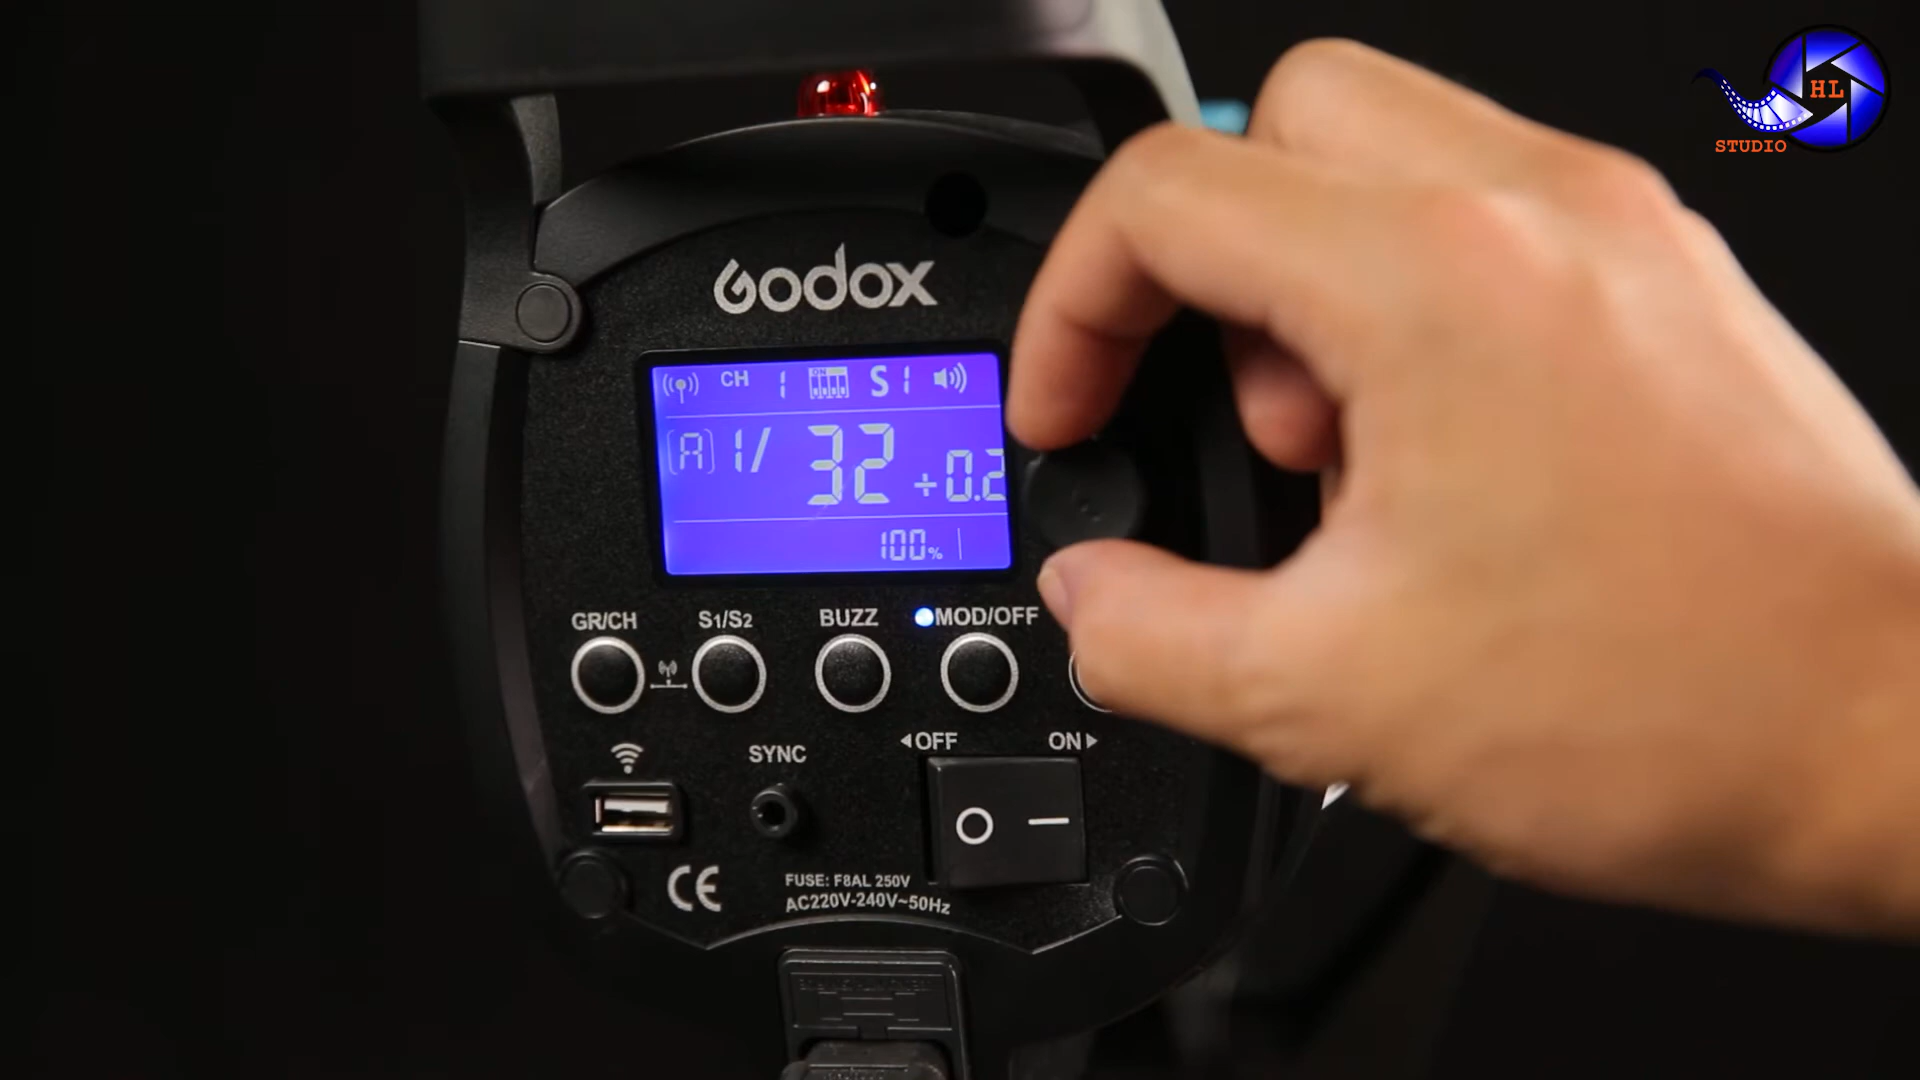 HL
STUDIO
Godox
CH 1 ON S1
[A] 1/32 +0.2
100%
GR/CH S1/S2 BUZZ MOD/OFF
SYNC ◀OFF ON▶
CE
FUSE: F8AL 250V
AC220V-240V~50Hz